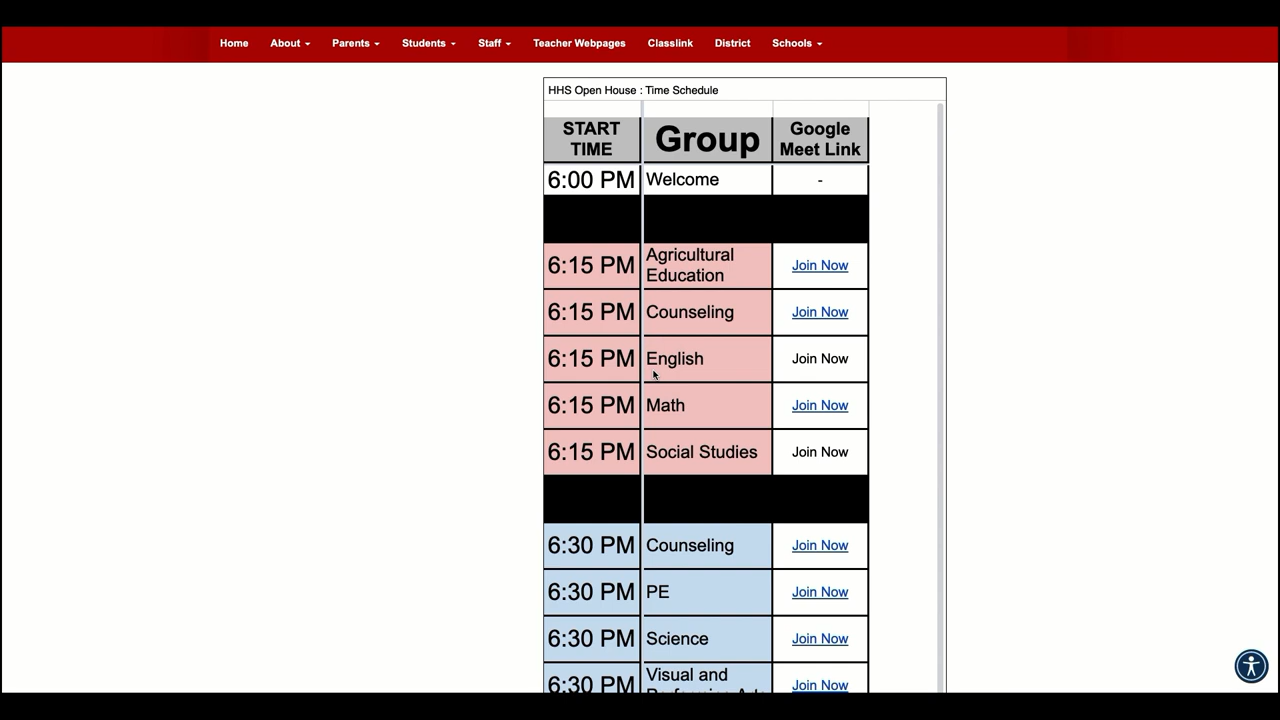 Home About Parents Students Staff Teacher Webpages Classlink District Schools
HHS Open House : Time Schedule
START TIME Group Google Meet Link
6:00 PM Welcome -
6:15 PM Agricultural Education Join Now
6:15 PM Counseling Join Now
6:15 PM English Join Now
6:15 PM Math Join Now
6:15 PM Social Studies Join Now
6:30 PM Counseling Join Now
6:30 PM PE Join Now
6:30 PM Science Join Now
6:30 PM Visual and Join Now